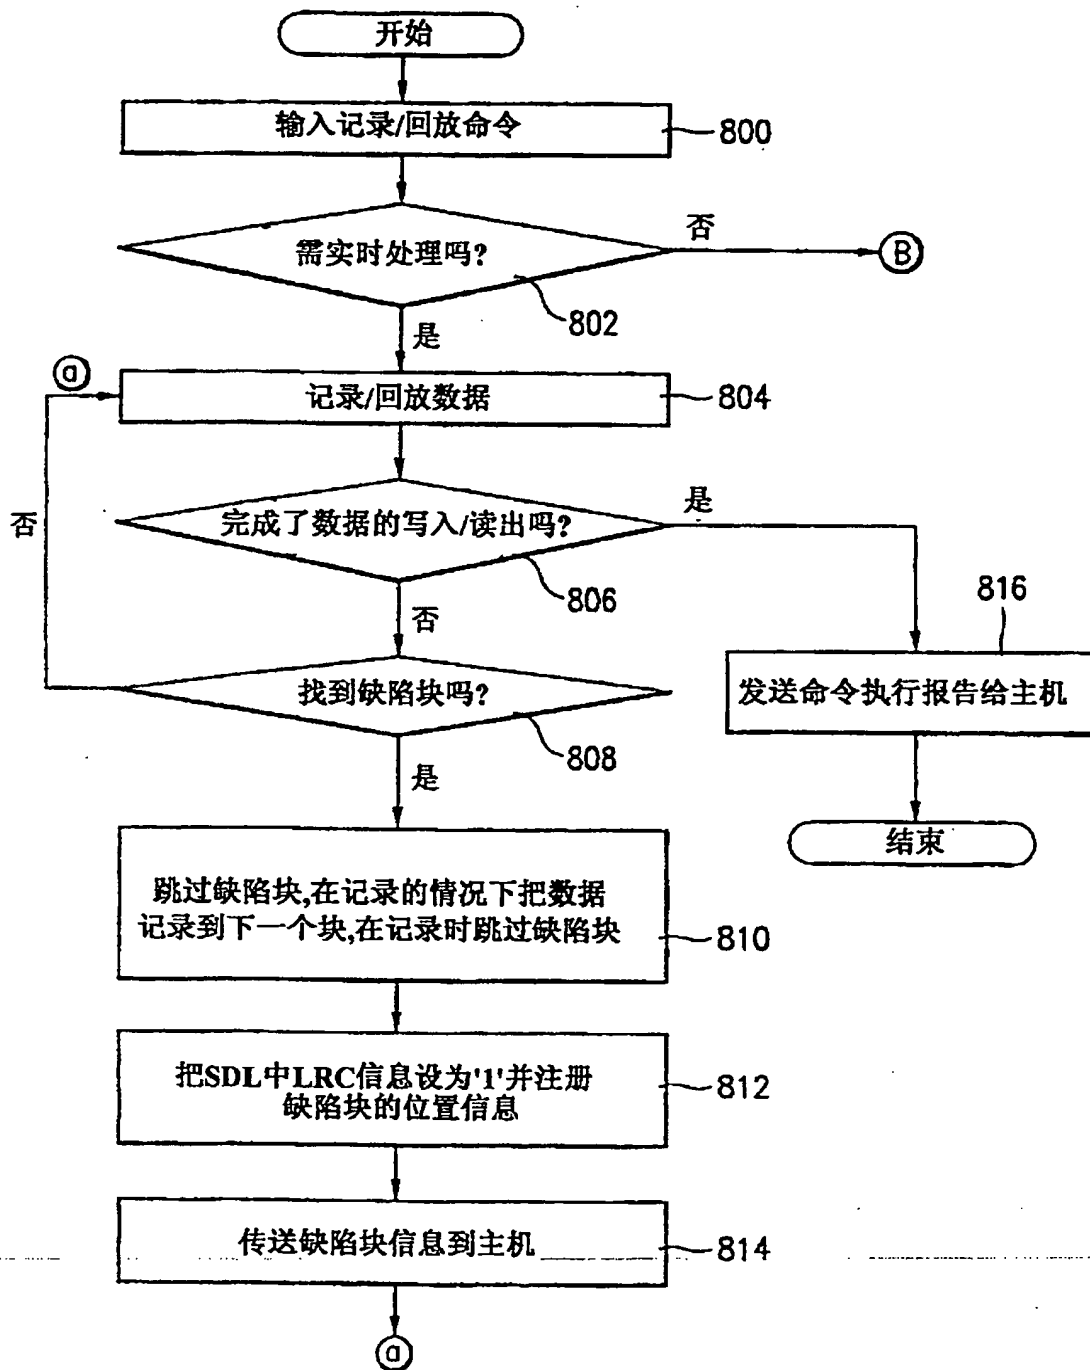 开始
输入记录/回放命令
800
需实时处理吗?
否
B
802
是
a
记录/回放数据
804
否
完成了数据的写入/读出吗?
是
806
否
816
找到缺陷块吗?
发送命令执行报告给主机
808
是
结束
跳过缺陷块,在记录的情况下把数据
记录到下一个块,在记录时跳过缺陷块
810
把SDL中LRC信息设为'1'并注册
缺陷块的位置信息
812
传送缺陷块信息到主机
814
a